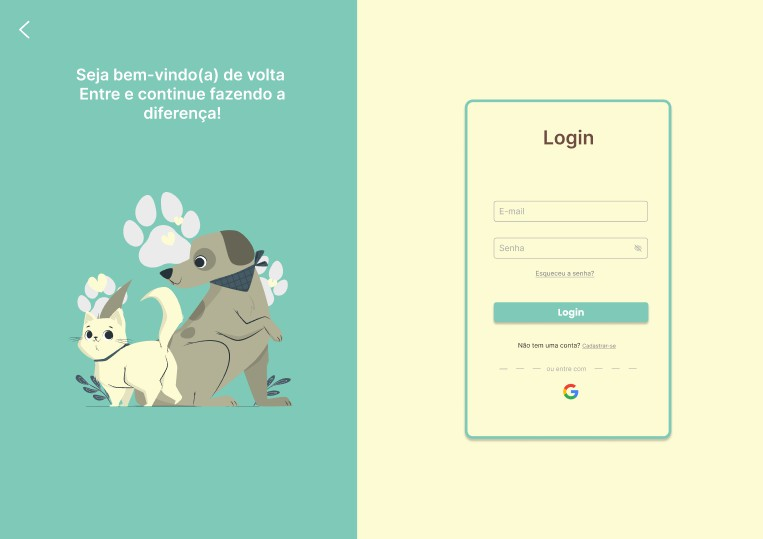 Seja bem-vindo(a) de volta
Entre e continue fazendo a
diferença!
Login
E-mail
Senha
Esqueceu a senha?
Login
Não tem uma conta? Cadastrar-se
ou entre com